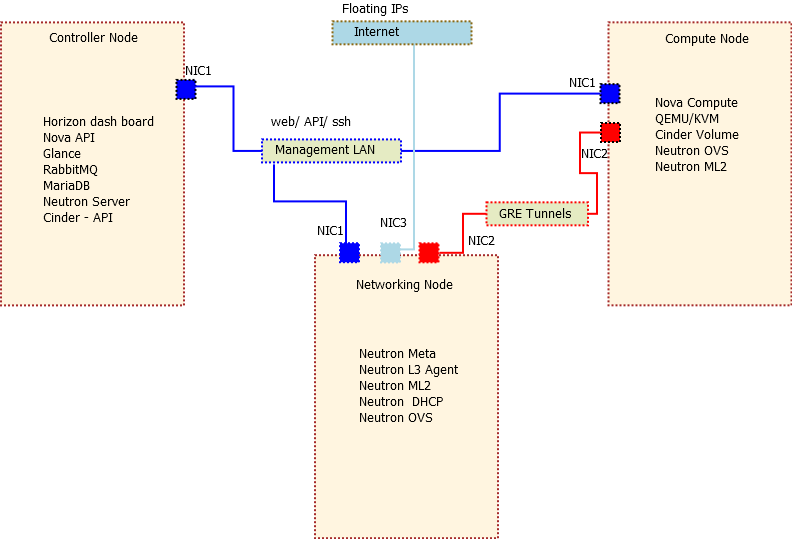 Floating IPs
Internet
Controller Node
NIC1
Horizon dash board
Nova API
Glance
RabbitMQ
MariaDB
Neutron Server
Cinder - API
web/ API/ ssh
Management LAN
Compute Node
NIC1
NIC2
Nova Compute
QEMU/KVM
Cinder Volume
Neutron OVS
Neutron ML2
GRE Tunnels
NIC1
NIC3
NIC2
Networking Node
Neutron Meta
Neutron L3 Agent
Neutron ML2
Neutron  DHCP
Neutron OVS